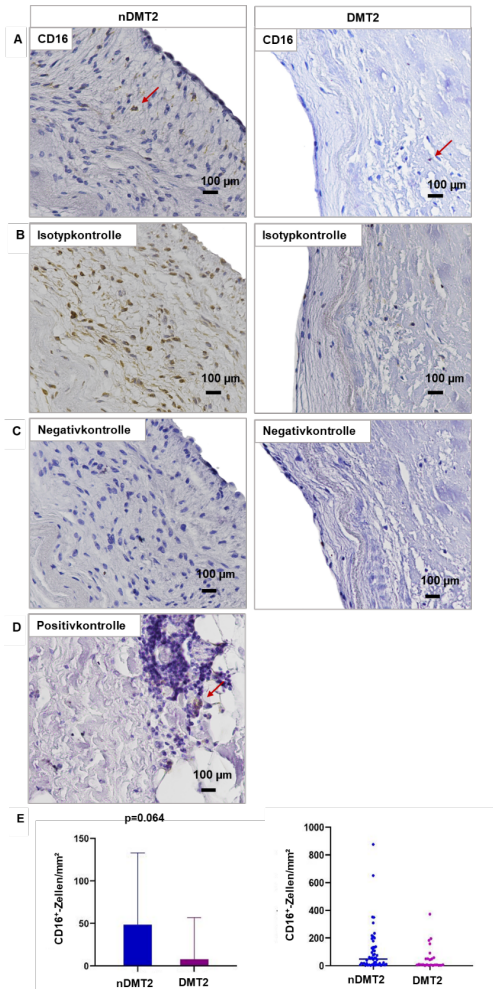 nDMT2 DMT2
A CD16 CD16
100 µm 100 µm
B Isotypkontrolle Isotypkontrolle
100 µm 100 µm
C Negativkontrolle Negativkontrolle
100 µm 100 µm
D Positivkontrolle
100 µm
E p=0.064
CD16⁺-Zellen/mm²
150
100
50
0
nDMT2 DMT2
CD16⁺-Zellen/mm²
1000
800
600
400
200
0
nDMT2 DMT2